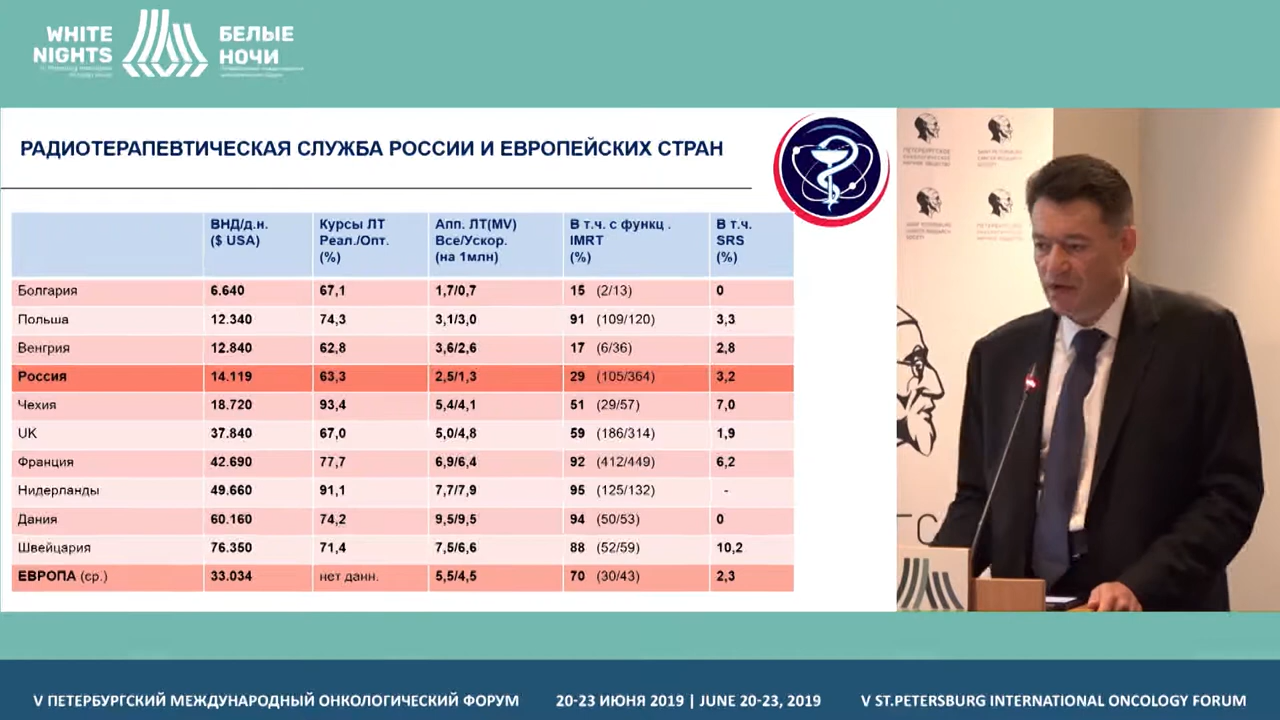 WHITE
NIGHTS
БЕЛЫЕ
НОЧИ
РАДИОТЕРАПЕВТИЧЕСКАЯ СЛУЖБА РОССИИ И ЕВРОПЕЙСКИХ СТРАН
ВНД/д.н. ($ USA) Курсы ЛТ Реал./Опт. (%) Апп. ЛТ(MV) Все/Ускор. (на 1млн) В т.ч. с функц . IMRT (%) В т.ч. SRS (%)
Болгария 6.640 67,1 1,7/0,7 15 (2/13) 0
Польша 12.340 74,3 3,1/3,0 91 (109/120) 3,3
Венгрия 12.840 62,8 3,6/2,6 17 (6/36) 2,8
Россия 14.119 63,3 2,5/1,3 29 (105/364) 3,2
Чехия 18.720 93,4 5,4/4,1 51 (29/57) 7,0
UK 37.840 67,0 5,0/4,8 59 (186/314) 1,9
Франция 42.690 77,7 6,9/6,4 92 (412/449) 6,2
Нидерланды 49.660 91,1 7,7/7,9 95 (125/132) -
Дания 60.160 74,2 9,5/9,5 94 (50/53) 0
Швейцария 76.350 71,4 7,5/6,6 88 (52/59) 10,2
ЕВРОПА (ср.) 33.034 нет данн. 5,5/4,5 70 (30/43) 2,3
V ПЕТЕРБУРГСКИЙ МЕЖДУНАРОДНЫЙ ОНКОЛОГИЧЕСКИЙ ФОРУМ
20-23 ИЮНЯ 2019 | JUNE 20-23, 2019
V ST.PETERSBURG INTERNATIONAL ONCOLOGY FORUM